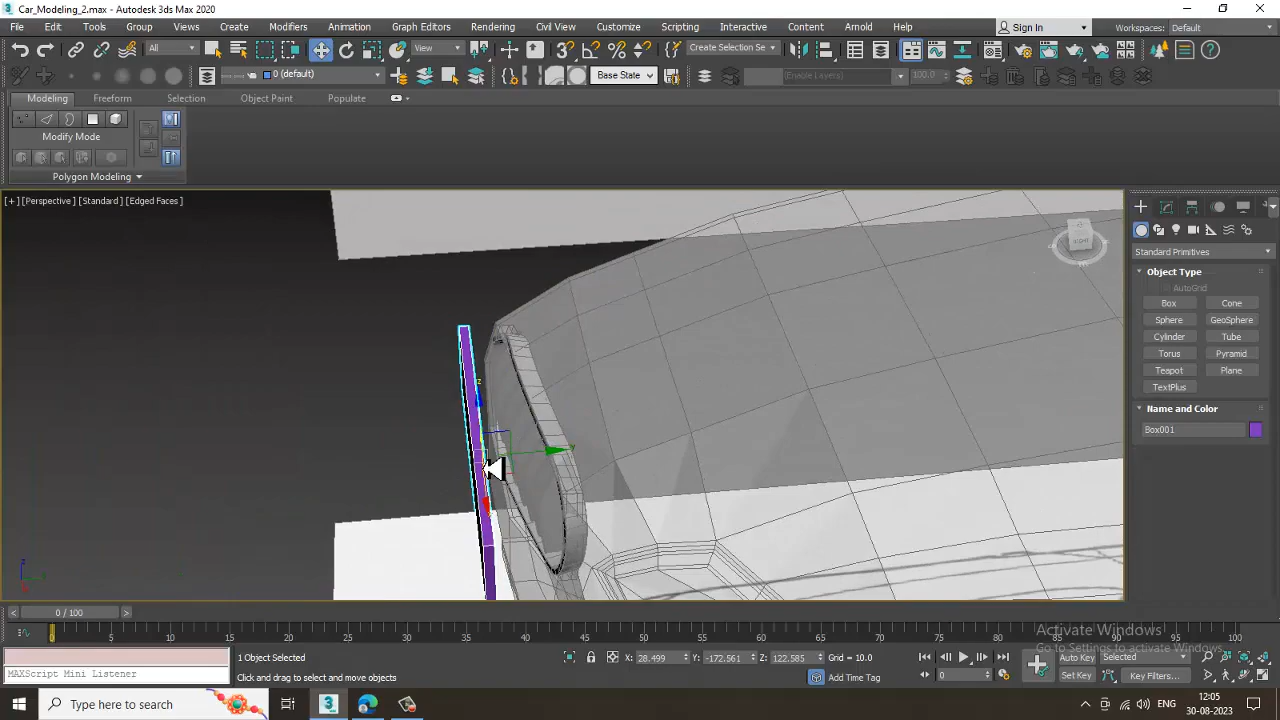 Car_Modeling_2.max - Autodesk 3ds Max 2020
File Edit Tools Group Views Create Modifiers Animation Graph Editors Rendering Civil View Customize Scripting Interactive Content Arnold Help Sign In Workspaces: Default
All View Create Selection Se
0 (default) Base State (Enable Layers) 100.0
Modeling Freeform Selection Object Paint Populate
Modify Mode
Polygon Modeling
[+] [Perspective] [Standard] [Edged Faces]
Standard Primitives
Object Type
AutoGrid
Box Cone
Sphere GeoSphere
Cylinder Tube
Torus Pyramid
Teapot Plane
TextPlus
Name and Color
Box001
z
y
z
0 / 100
0 5 10 15 20 25 30 35 40 45 50 55 60 65 70 75 80 85 90 95 100
Activate Windows
Go to Settings to activate Windows.
1 Object Selected X: 28.499 Y: -172.561 Z: 122.585 Grid = 10.0 Auto Key Selected
MAXScript Mini Listener Click and drag to select and move objects Add Time Tag 0 Set Key Key Filters...
Type here to search
3 MAX
ENG
12:05
30-08-2023